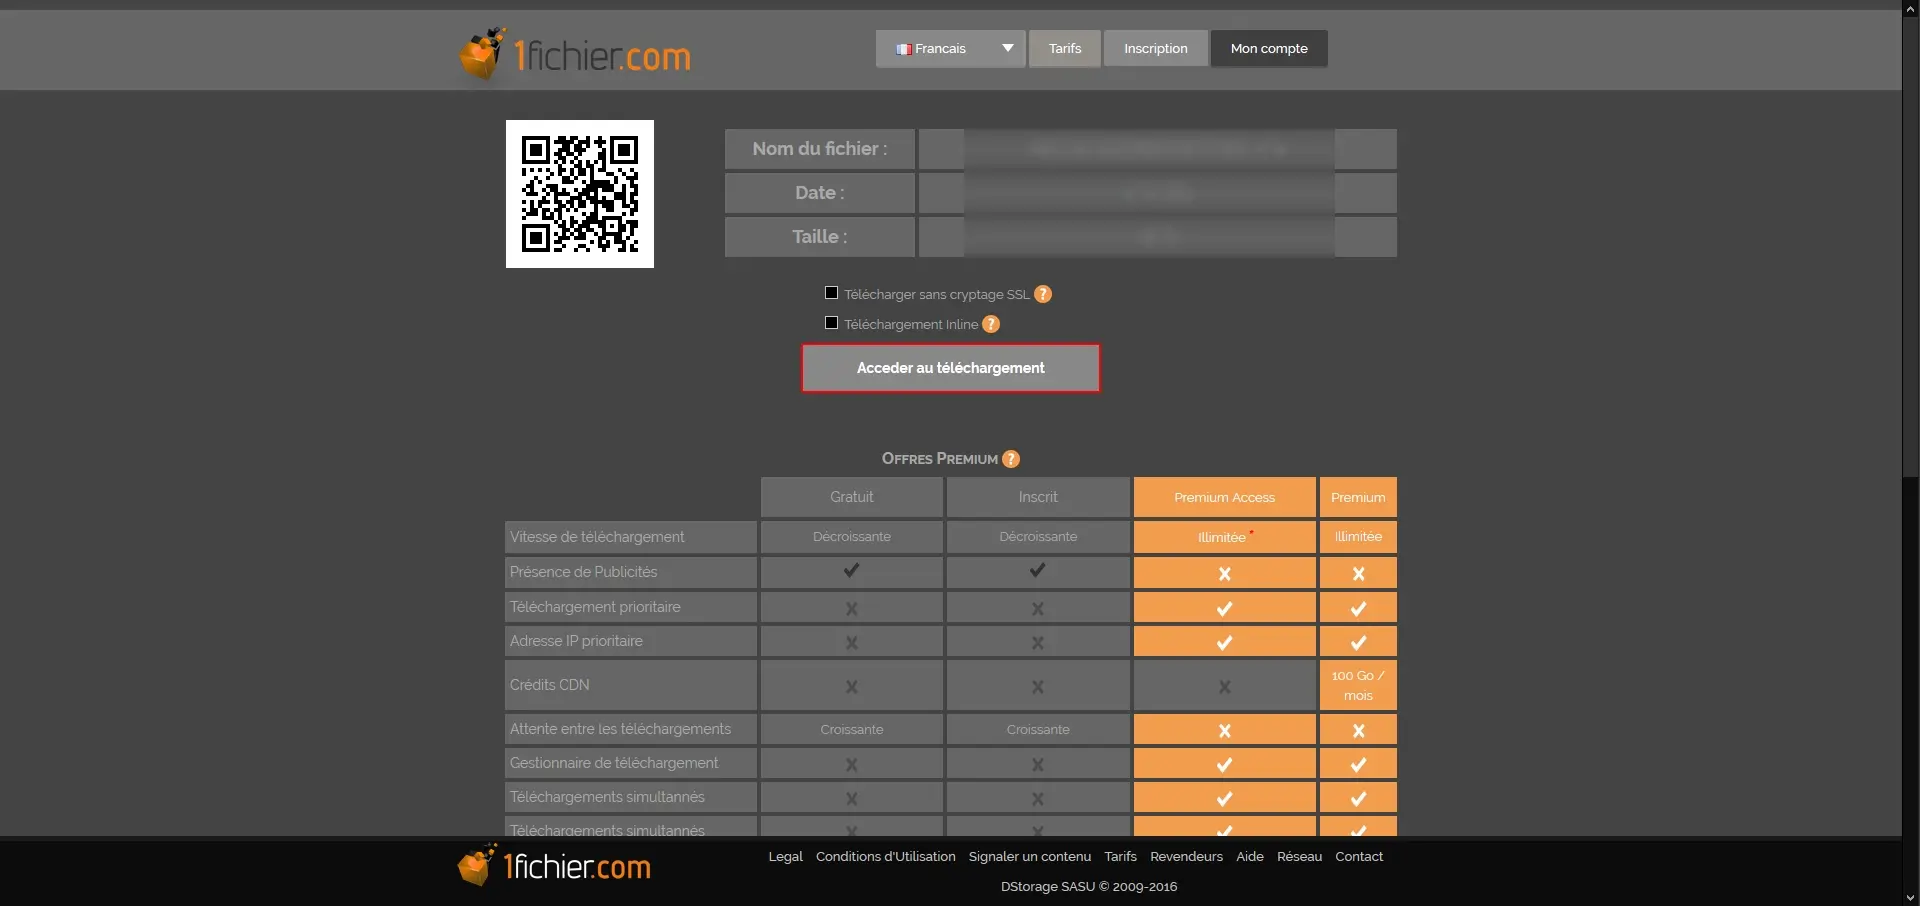 1fichier.com
Francais
Tarifs
Inscription
Mon compte
Nom du fichier :
Date :
Taille :
Télécharger sans cryptage SSL ?
Téléchargement Inline ?
Acceder au téléchargement
Offres Premium ?
Gratuit Inscrit Premium Access Premium
Vitesse de téléchargement Décroissante Décroissante Illimitée * Illimitée
Présence de Publicités
Téléchargement prioritaire
Adresse IP prioritaire
Crédits CDN 100 Go /
mois
Attente entre les téléchargements Croissante Croissante
Gestionnaire de téléchargement
Téléchargements simultannés
Téléchargements simultannés
1fichier.com
Legal Conditions d'Utilisation Signaler un contenu Tarifs Revendeurs Aide Réseau Contact
DStorage SASU © 2009-2016